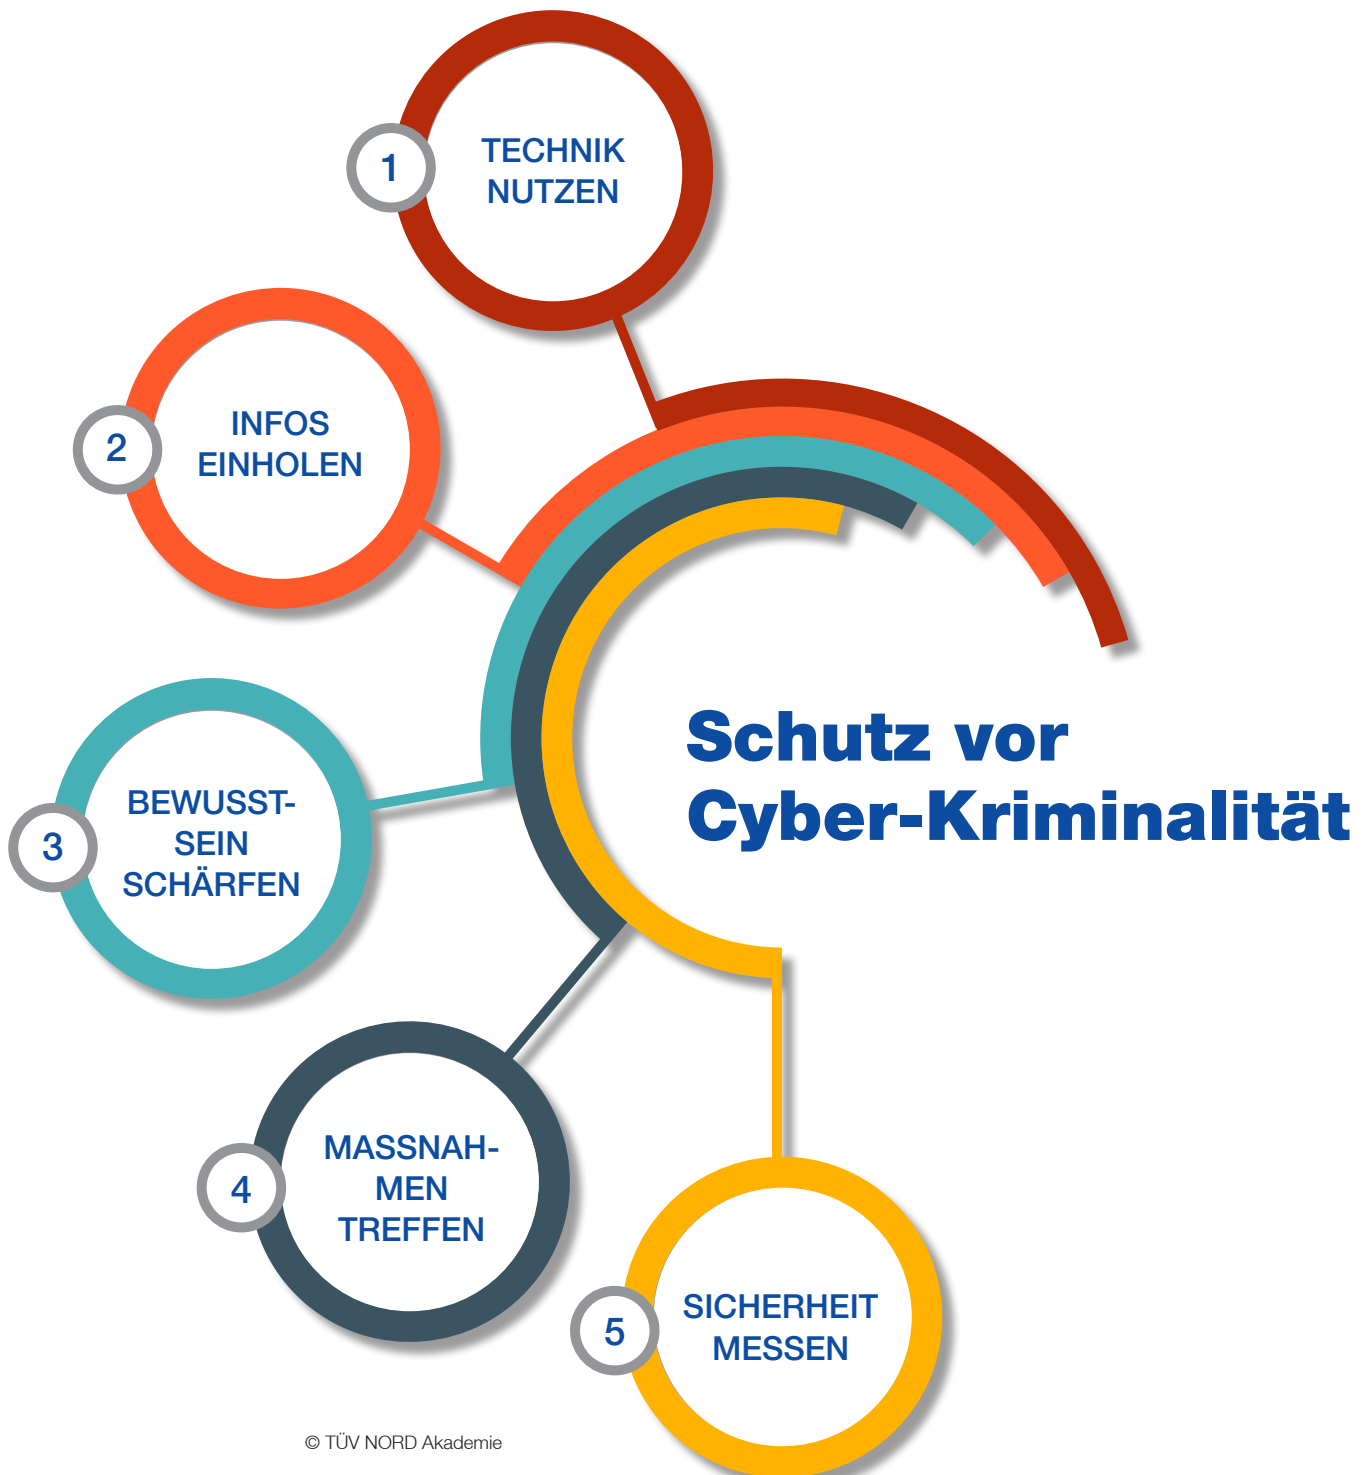 1
TECHNIK
NUTZEN
2
INFOS
EINHOLEN
Schutz vor
Cyber-Kriminalität
3
BEWUSST-
SEIN
SCHÄRFEN
4
MASSNAH-
MEN
TREFFEN
5
SICHERHEIT
MESSEN
© TÜV NORD Akademie